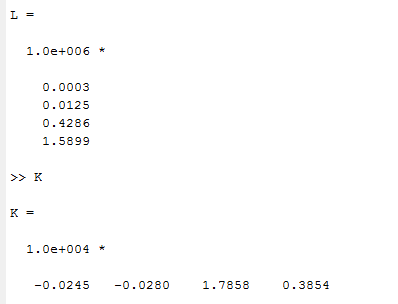 L =
1.0e+006 *
0.0003
0.0125
0.4286
1.5899
>> K
K =
1.0e+004 *
-0.0245 -0.0280 1.7858 0.3854